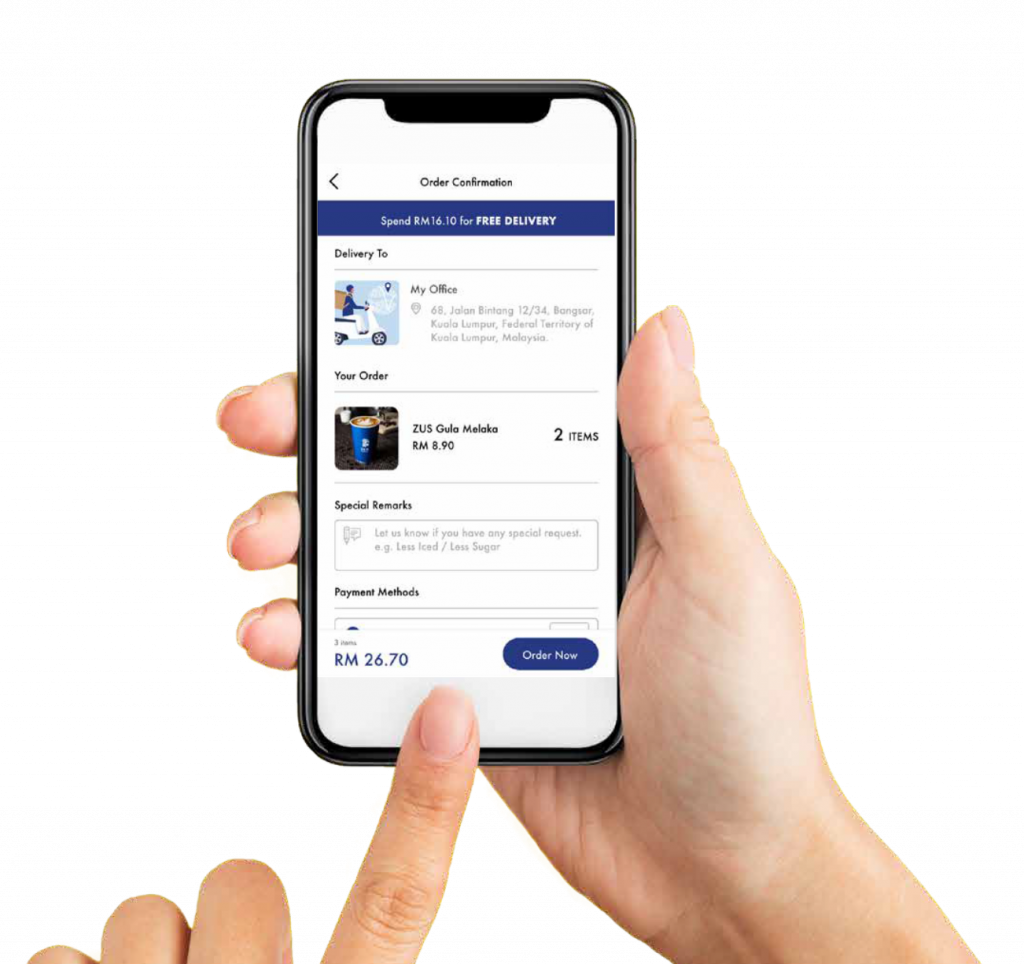 Order Confirmation
Spend RM16.10 for FREE DELIVERY
Delivery To
My Office
68, Jalan Bintang 12/34, Bangsar,
Kuala Lumpur, Federal Territory of
Kuala Lumpur, Malaysia.
Your Order
ZUS Gula Melaka
RM 8.90
2 ITEMS
Special Remarks
Let us know if you have any special request.
e.g. Less Iced / Less Sugar
Payment Methods
3 items
RM 26.70
Order Now